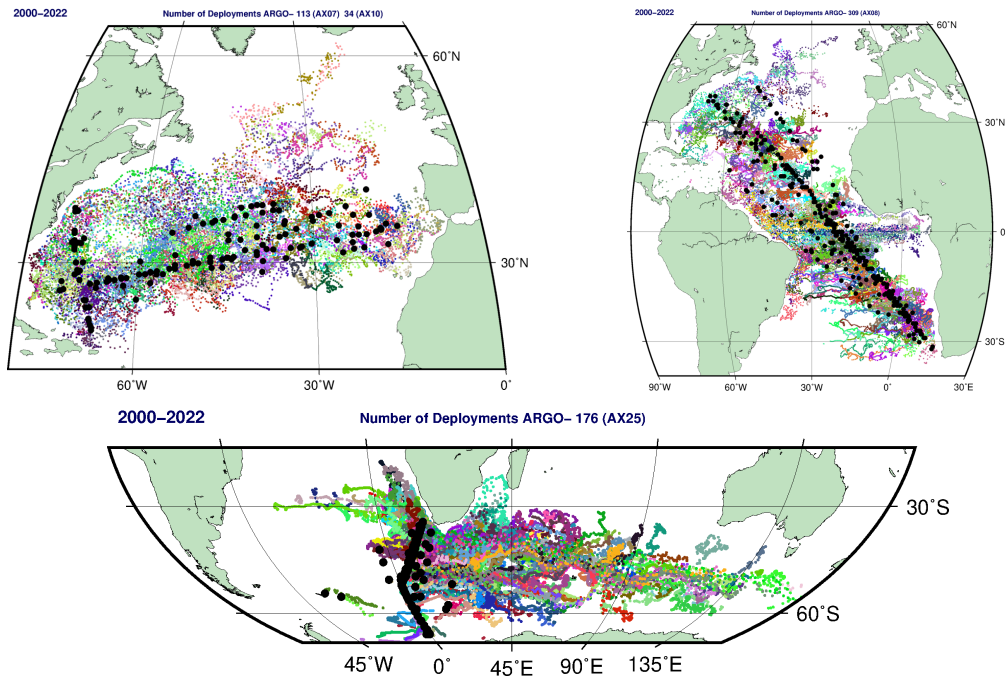 2000−2022
Number of Deployments ARGO− 113 (AX07) 34 (AX10)
60˚N
30˚N
60˚W
30˚W
0˚
2000−2022
Number of Deployments ARGO− 309 (AX08)
60˚N
30˚N
0˚
30˚S
90˚W
60˚W
30˚W
0˚
30˚E
2000−2022
Number of Deployments ARGO− 176 (AX25)
30˚S
60˚S
45˚W
0˚
45˚E
90˚E
135˚E